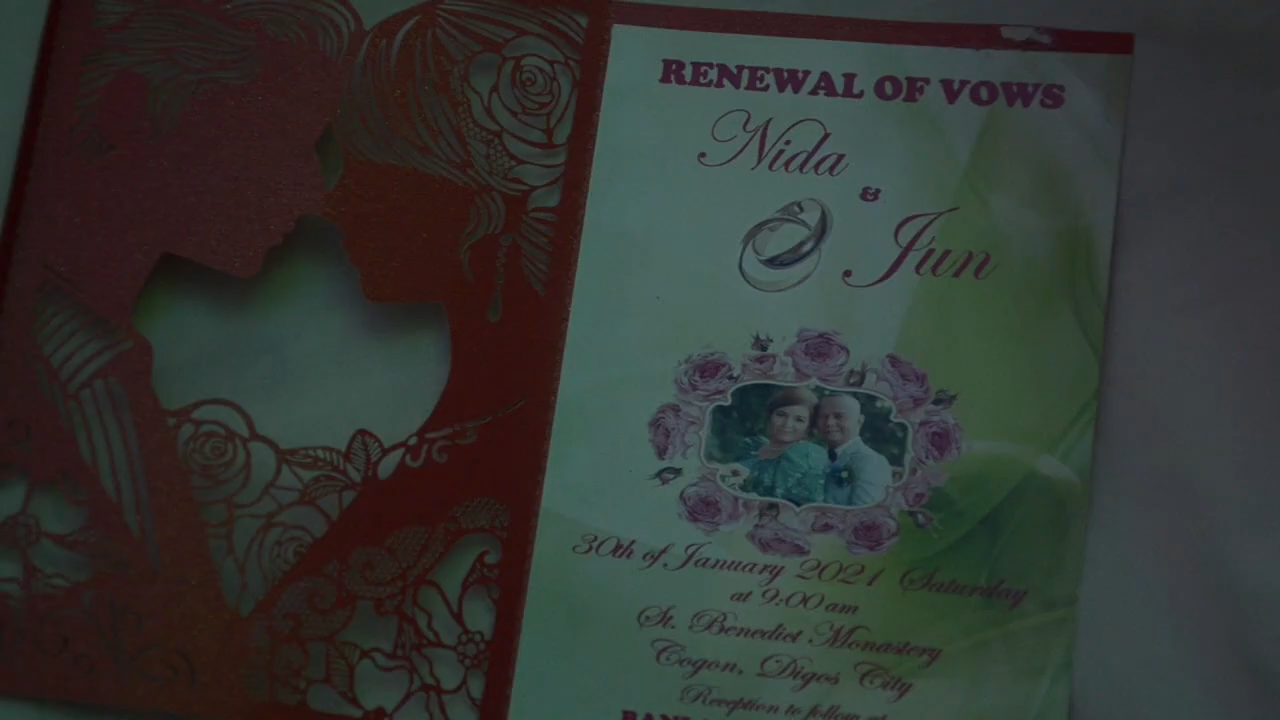 RENEWAL OF VOWS
Nida
&
Jun
30th of January 2021 Saturday
at 9:00 am
St. Benedict Monastery
Cogon, Digos City
Reception to follow at